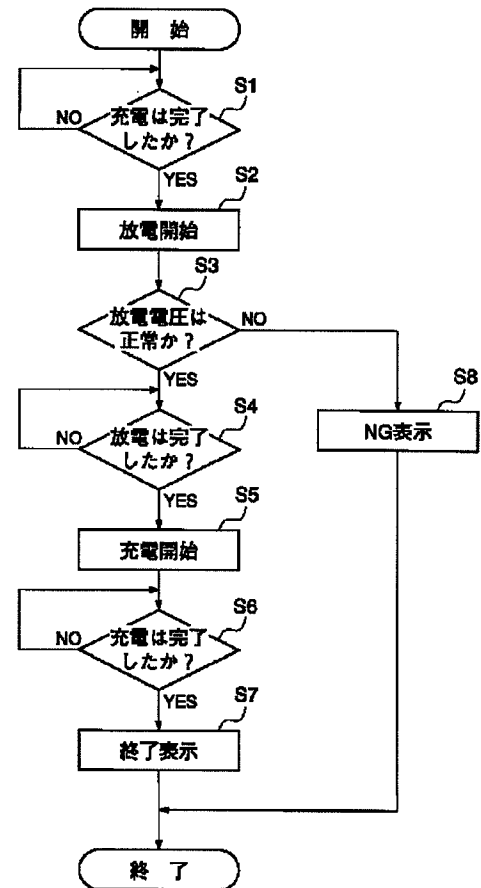 開 始
S1
充電は完了
したか？
NO
YES
S2
放電開始
S3
放電電圧は
正常か？
NO
YES
S4
放電は完了
したか？
NO
YES
S8
NG表示
S5
充電開始
S6
充電は完了
したか？
NO
YES
S7
終了表示
終 了